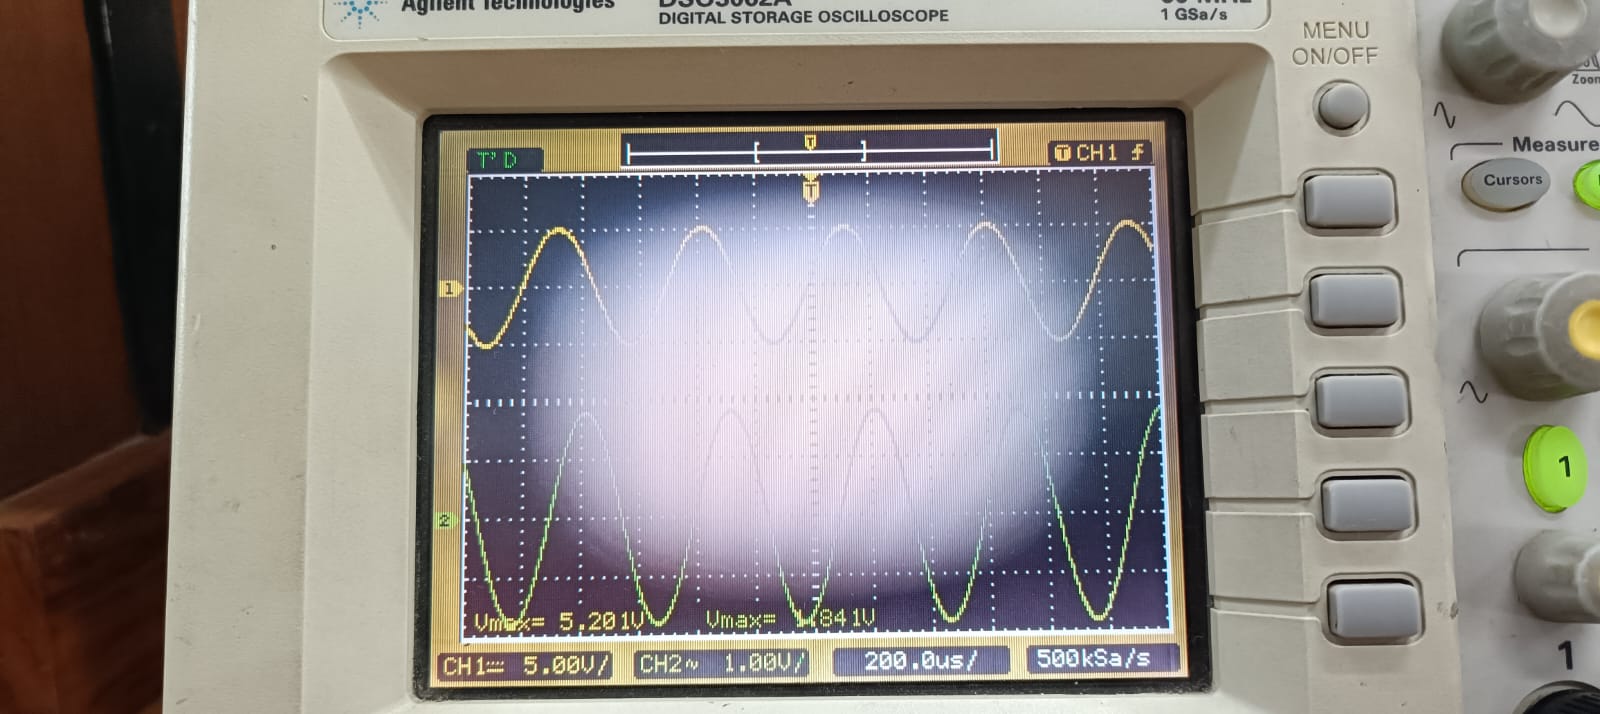 Agilent Technologies
DIGITAL STORAGE OSCILLOSCOPE
1 GSa/s
MENU
ON/OFF
Zoom
Measure
Cursors
T'D
T
T CH1
T
1
2
1
Vmax= 5.201V Vmax= 1.841V
CH1 5.00V/ CH2~ 1.00V/ 200.0us/ 500kSa/s
1